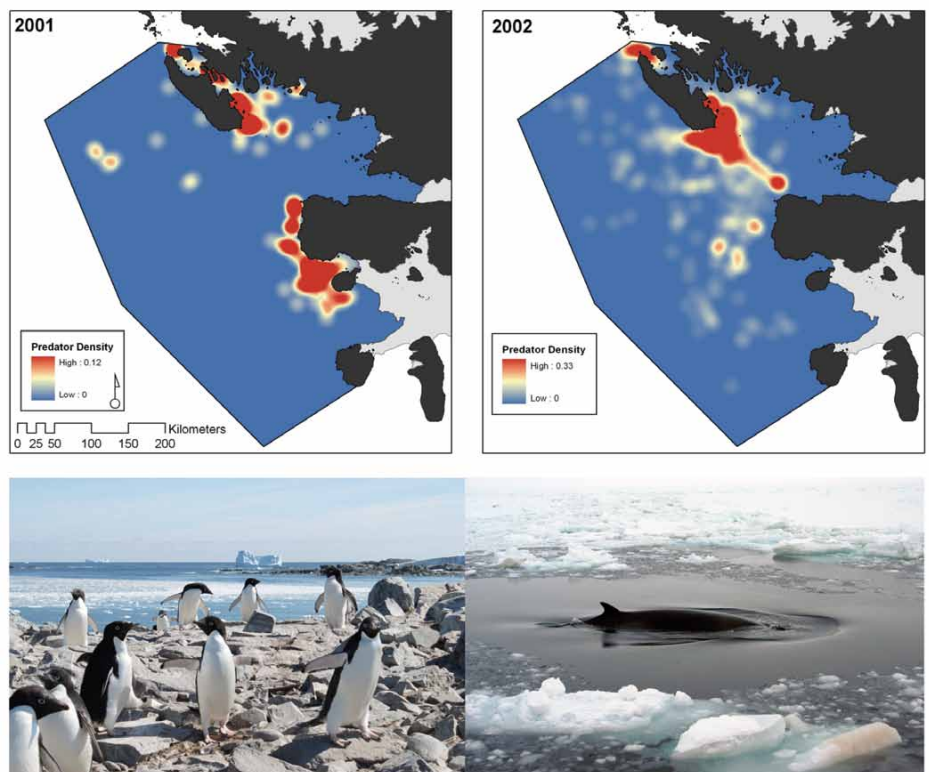 2001
2002
Predator Density
High : 0.12
Low : 0
Kilometers
0 25 50 100 150 200
Predator Density
High : 0.33
Low : 0